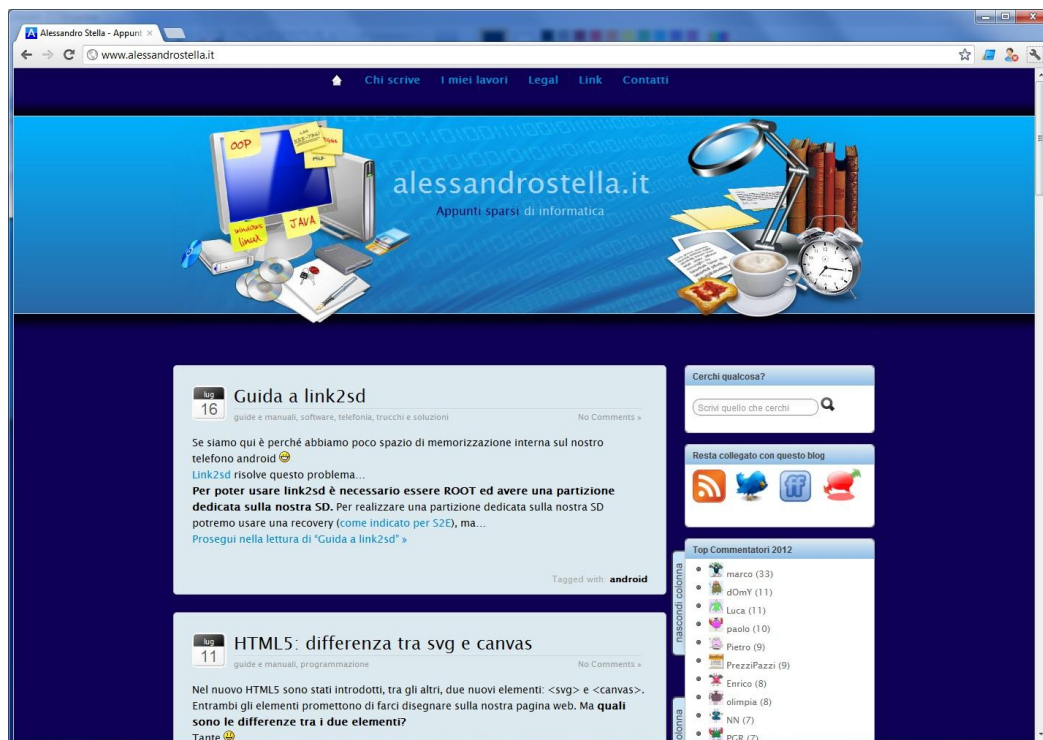 Alessandro Stella - Appunt
www.alessandrostella.it
Chi scrive I miei lavori Legal Link Contatti
OOP
windows
linux
JAVA
alessandrostella.it
Appunti sparsi di informatica
lug
16
Guida a link2sd
guide e manuali, software, telefonia, trucchi e soluzioni
No Comments »
Se siamo qui è perché abbiamo poco spazio di memorizzazione interna sul nostro
telefono android
Link2sd risolve questo problema...
Per poter usare link2sd è necessario essere ROOT ed avere una partizione
dedicata sulla nostra SD. Per realizzare una partizione dedicata sulla nostra SD
potremo usare una recovery (come indicato per S2E), ma...
Prosegui nella lettura di “Guida a link2sd” »
Tagged with: android
lug
11
HTML5: differenza tra svg e canvas
guide e manuali, programmazione
No Comments »
Nel nuovo HTML5 sono stati introdotti, tra gli altri, due nuovi elementi: <svg> e <canvas>.
Entrambi gli elementi promettono di farci disegnare sulla nostra pagina web. Ma quali
sono le differenze tra i due elementi?
Tante
Cerchi qualcosa?
Scrivi quello che cerchi
Resta collegato con questo blog
Top Commentatori 2012
nascondi colonna
marco (33)
dOmY (11)
Luca (11)
paolo (10)
Pietro (9)
PrezziPazzi (9)
Enrico (8)
olimpia (8)
NN (7)
PGR (7)
olonna